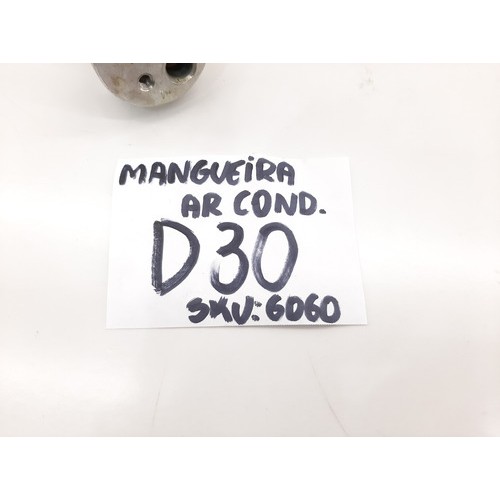 MANGUEiRA
AR COND.
D30
SKU: 6060